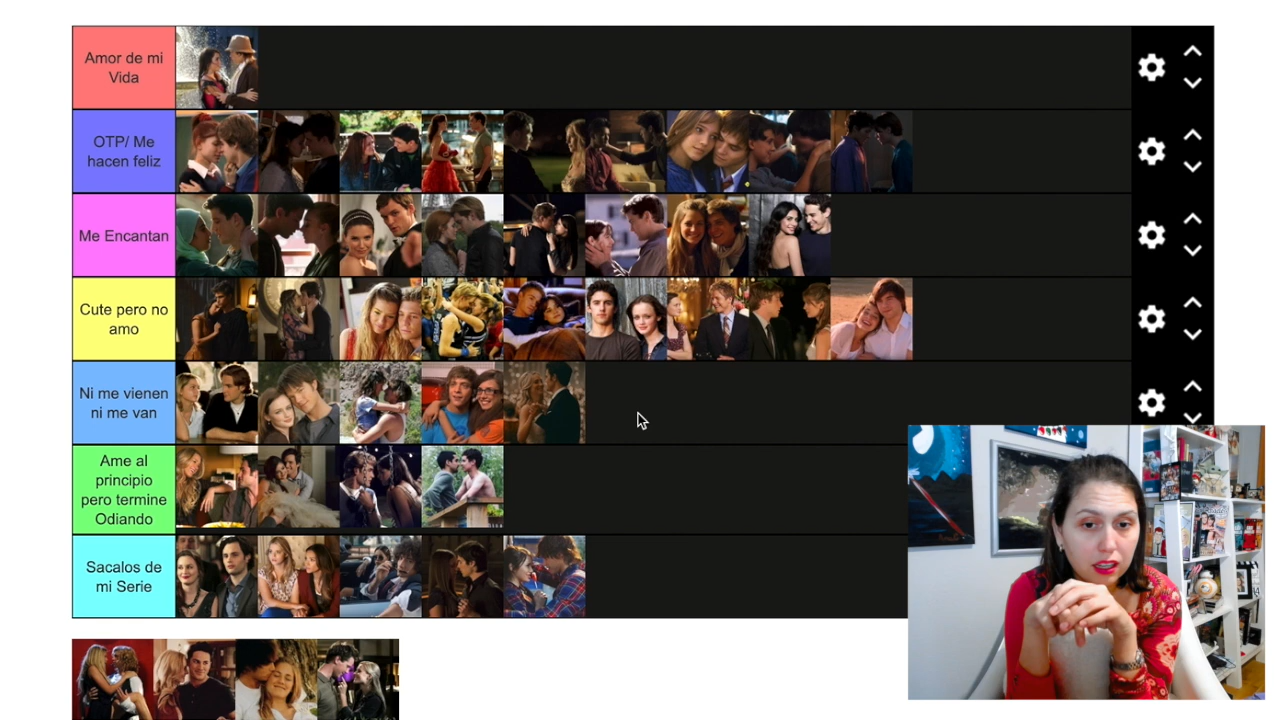 Amor de mi
Vida
OTP/ Me
hacen feliz
Me Encantan
Cute pero no
amo
Ni me vienen
ni me van
Ame al
principio
pero termine
Odiando
Sacalos de
mi Serie